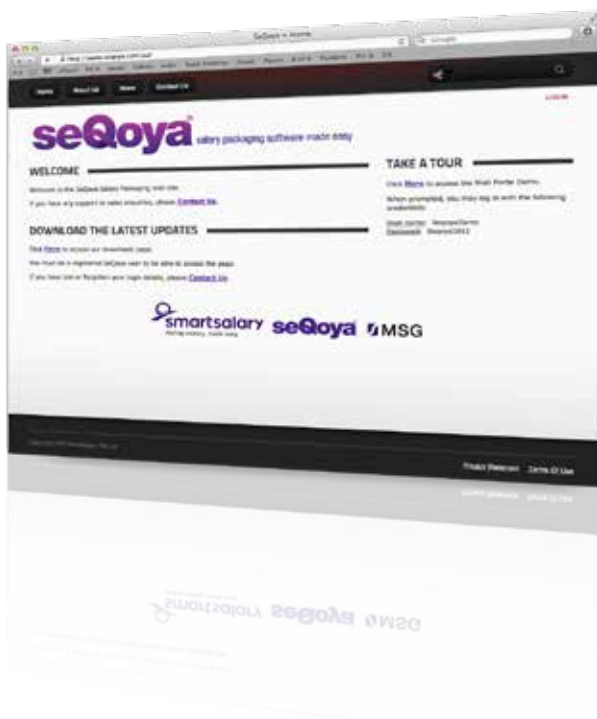 SeQoya - Home
Google
Home About Us News Contact Us
LOGIN
seQoya® salary packaging software made easy
WELCOME
Welcome to the SeQoya Salary Packaging web site.
If you have any support or sales enquiries, please Contact Us.
DOWNLOAD THE LATEST UPDATES
Click Here to access our downloads page.
You must be a registered SeQoya user to be able to access the page.
If you have lost or forgotten your login details, please Contact Us.
TAKE A TOUR
Click Here to access the Web Portal Demo.
When prompted, you may log in with the following
credentials:
smartsalary seQoya® MSG
Privacy Statement Terms Of Use